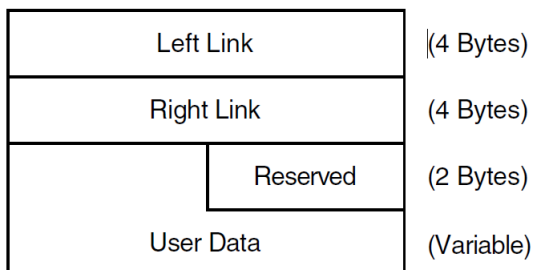 Left Link (4 Bytes)
Right Link (4 Bytes)
Reserved (2 Bytes)
User Data (Variable)